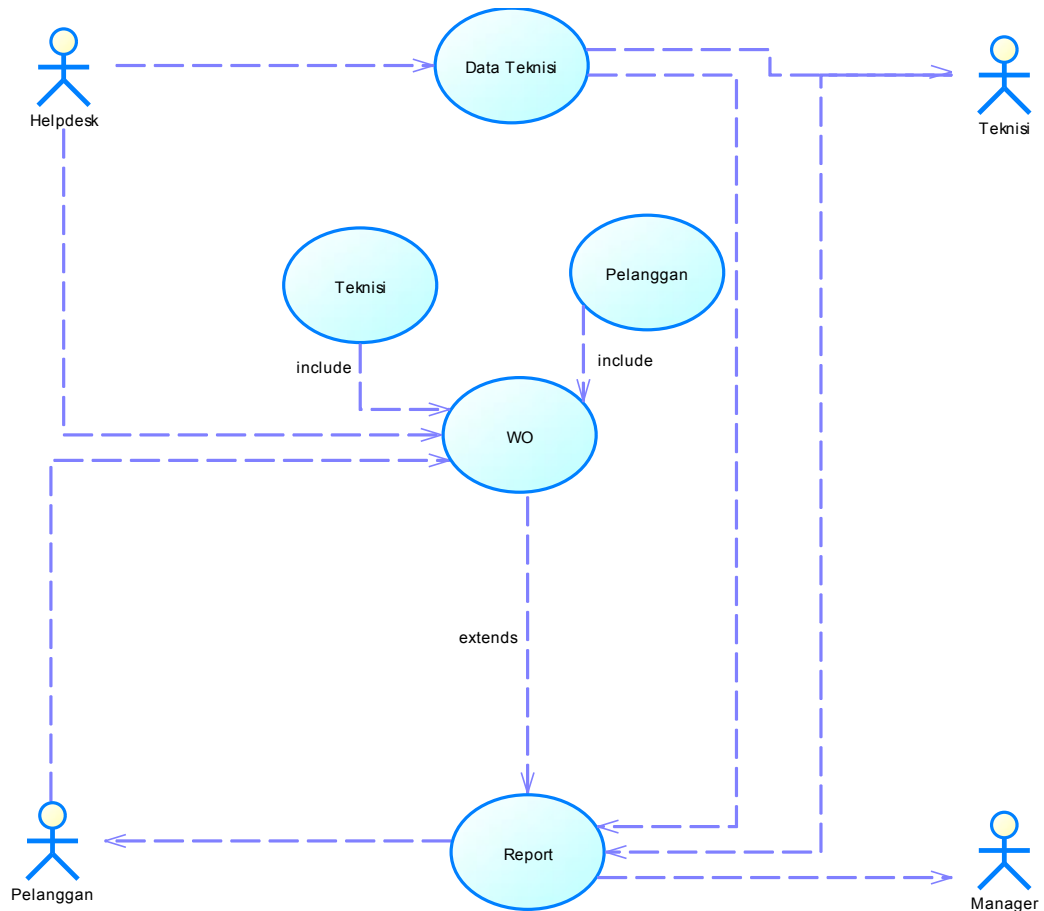 Data Teknisi
Helpdesk
Teknisi
Teknisi
Pelanggan
include
include
WO
extends
Report
Pelanggan
Manager